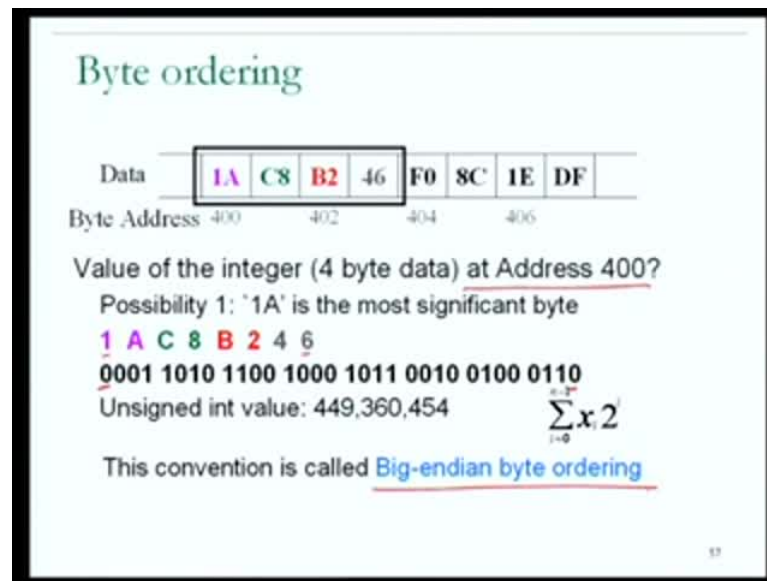 Byte ordering
Data 1A C8 B2 46 F0 8C 1E DF
Byte Address 400 402 404 406
Value of the integer (4 byte data) at Address 400?
Possibility 1: `1A' is the most significant byte
1 A C 8 B 2 4 6
0001 1010 1100 1000 1011 0010 0100 0110
Unsigned int value: 449,360,454
n-1
∑ x 2 i
i=0
This convention is called Big-endian byte ordering